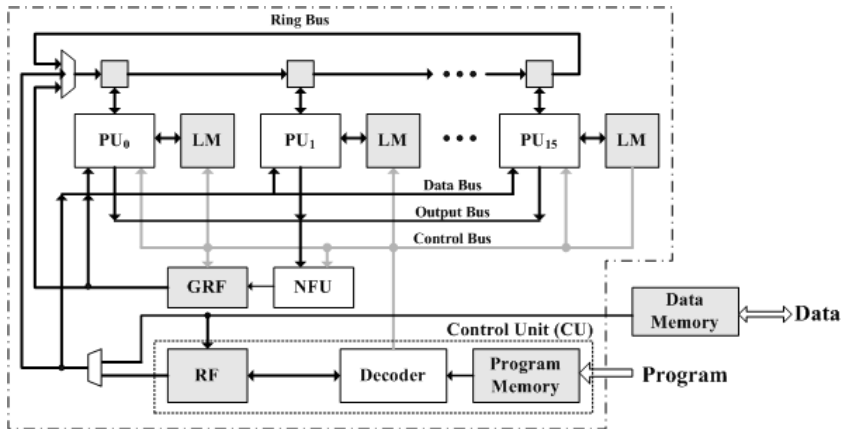 Ring Bus
PU₀
LM
PU₁
LM
PU₁₅
LM
Data Bus
Output Bus
Control Bus
GRF
NFU
Data
Memory
Data
Control Unit (CU)
RF
Decoder
Program
Memory
Program